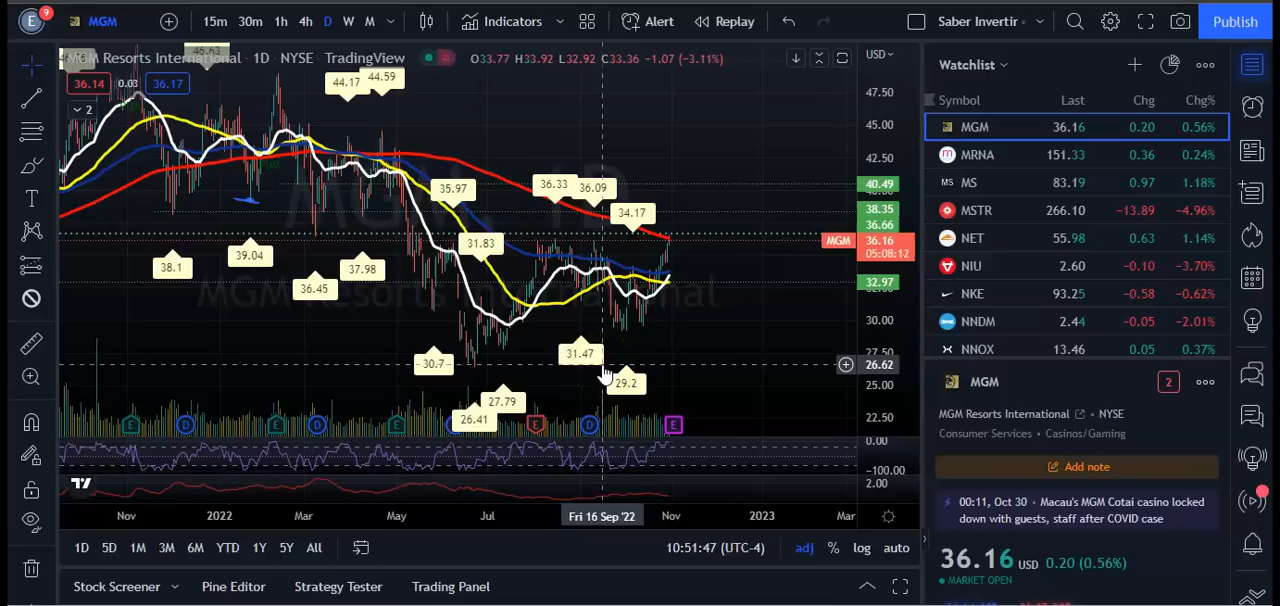 E 9 MGM 15m 30m 1h 4h D W M Indicators Alert Replay Saber Invertir Publish
MGM Resorts International · 1D · NYSE · TradingView O33.77 H33.92 L32.92 C33.36 -1.07 (-3.11%)
USD
36.14 0.03 36.17
2
46.63
44.17
44.59
35.97
36.33
36.09
34.17
31.83
38.1
39.04
36.45
37.98
30.7
31.47
29.2
27.79
26.41
MGM, 1D
MGM Resorts International
47.50
45.00
42.50
40.49
38.35
36.66
MGM 36.16
05:08:12
32.97
30.00
27.50
26.62
25.00
22.50
0.00
-100.00
2.00
E D E D E E D E
Nov 2022 Mar May Jul Fri 16 Sep '22 Nov 2023 Mar
1D 5D 1M 3M 6M YTD 1Y 5Y All 10:51:47 (UTC-4) adj % log auto
Stock Screener Pine Editor Strategy Tester Trading Panel
Watchlist
Symbol Last Chg Chg%
MGM 36.16 0.20 0.56%
MRNA 151.33 0.36 0.24%
MS MS 83.19 0.97 1.18%
MSTR 266.10 -13.89 -4.96%
NET 55.98 0.63 1.14%
NIU 2.60 -0.10 -3.70%
NKE 93.25 -0.58 -0.62%
NNDM 2.44 -0.05 -2.01%
NNOX 13.46 0.05 0.37%
MGM 2
MGM Resorts International · NYSE
Consumer Services · Casinos/Gaming
Add note
00:11, Oct 30 · Macau's MGM Cotai casino locked
down with guests, staff after COVID case
36.16 USD 0.20 (0.56%)
MARKET OPEN